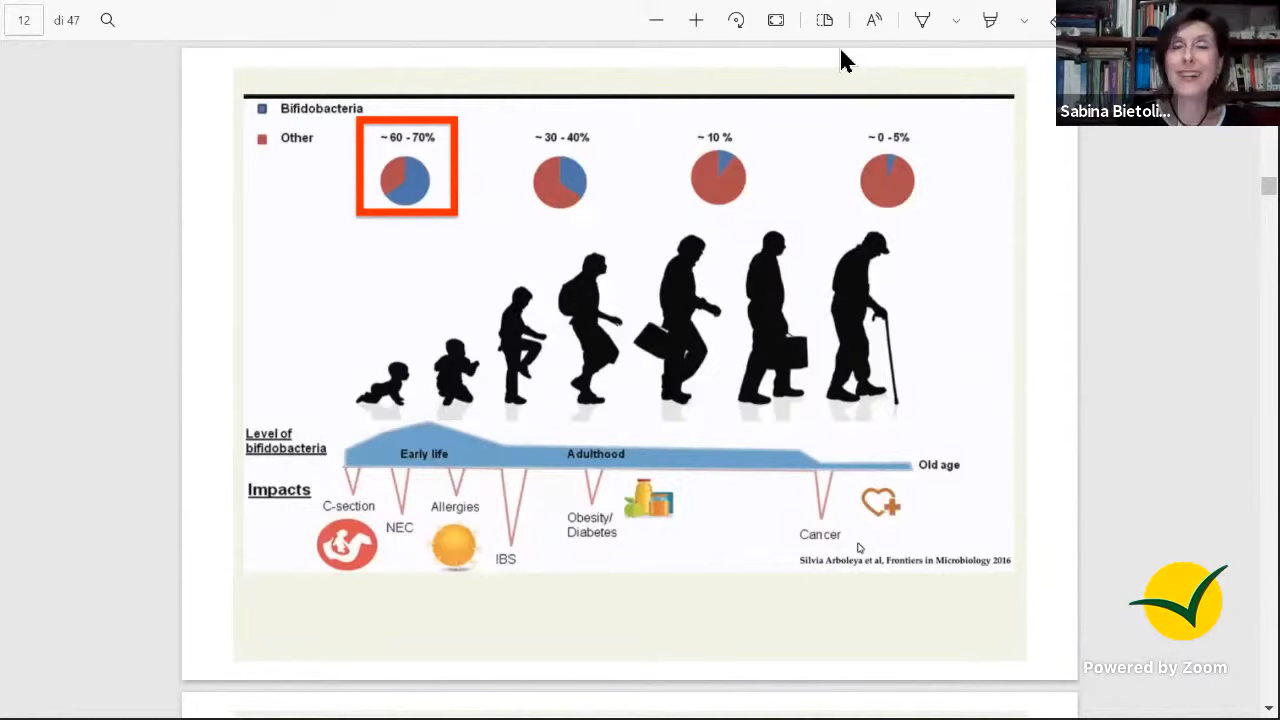 12
di 47
Sabina Bietoli...
Bifidobacteria
Other
~ 60 - 70%
~ 30 - 40%
~ 10 %
~ 0 - 5%
Level of
bifidobacteria
Early life
Adulthood
Old age
Impacts
C-section
NEC
Allergies
IBS
Obesity/
Diabetes
Cancer
Silvia Arboleya et al, Frontiers in Microbiology 2016
Powered by Zoom